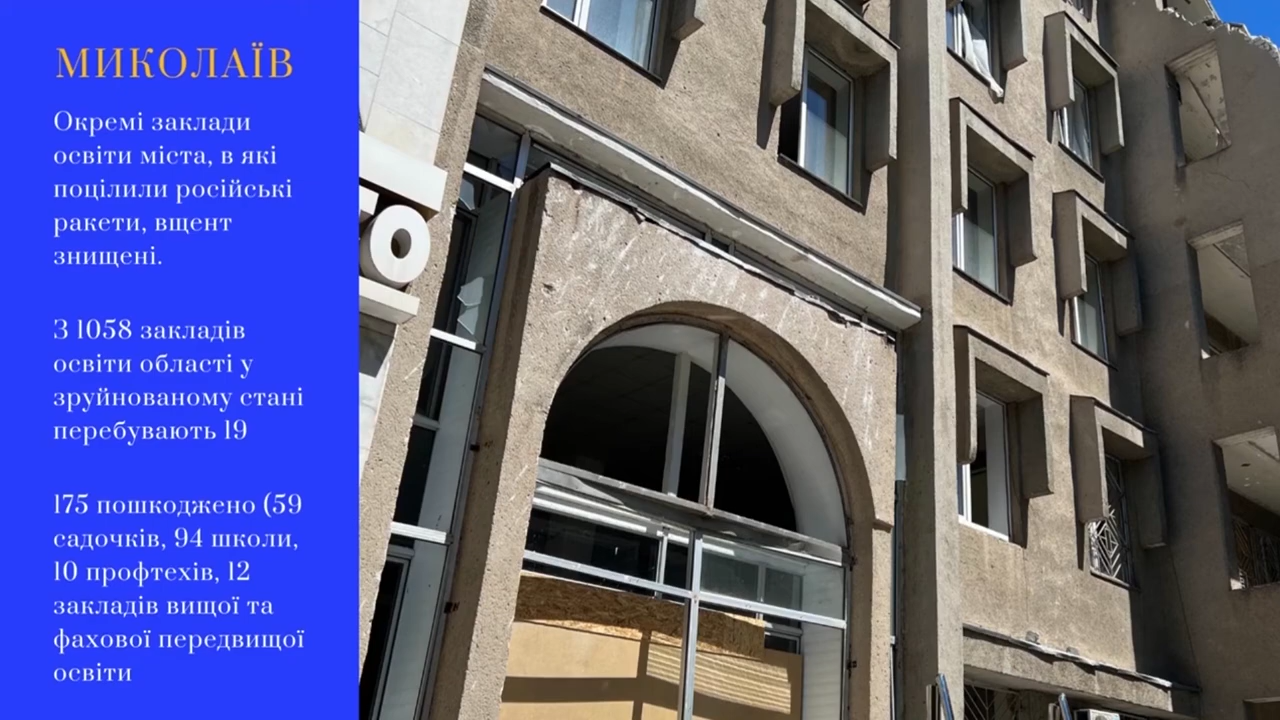 МИКОЛАЇВ
Окремі заклади
освіти міста, в які
поцілили російські
ракети, вщент
знищені.
З 1058 закладів
освіти області у
зруйнованому стані
перебувають 19
175 пошкоджено (59
садочків, 94 школи,
10 профтехів, 12
закладів вищої та
фахової передвищої
освіти
ТО